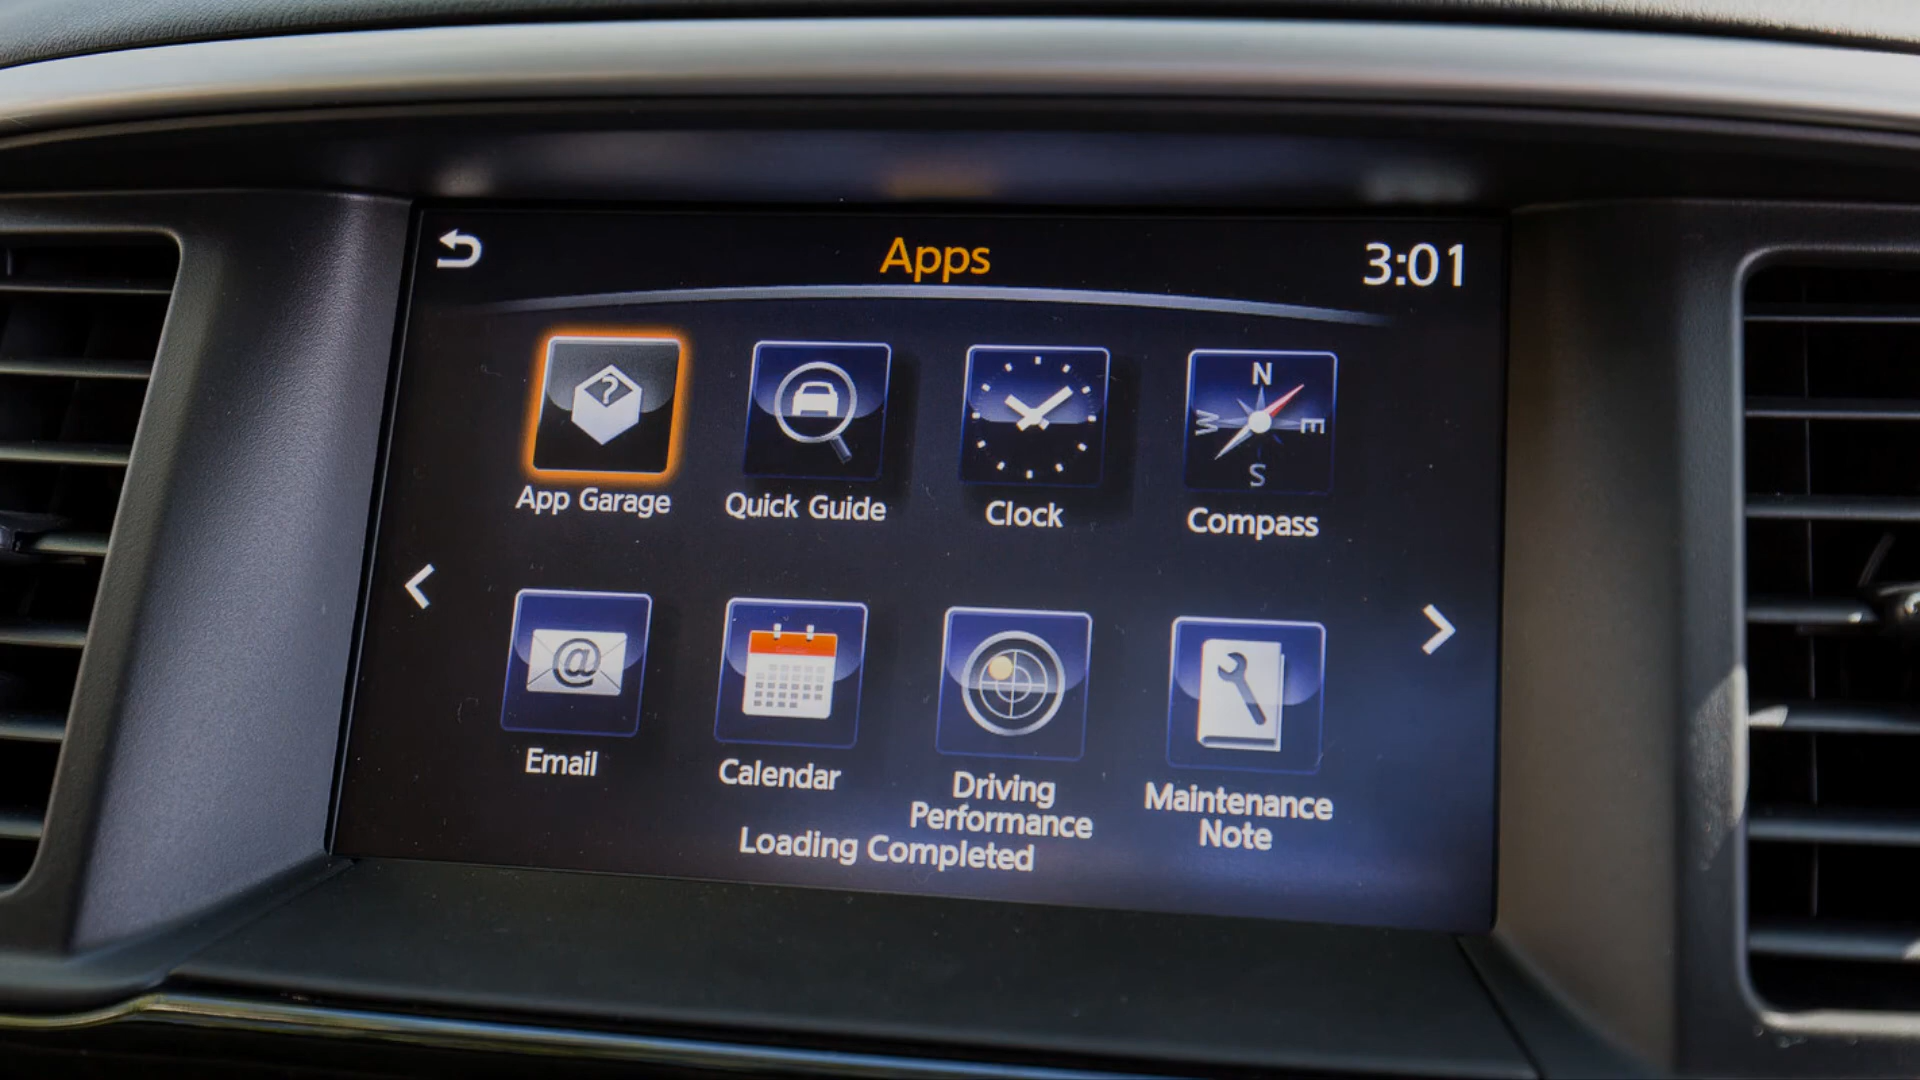 Apps
3:01
?
App Garage
Quick Guide
Clock
N
W
E
S
Compass
@
Email
Calendar
Driving
Performance
Maintenance
Note
Loading Completed